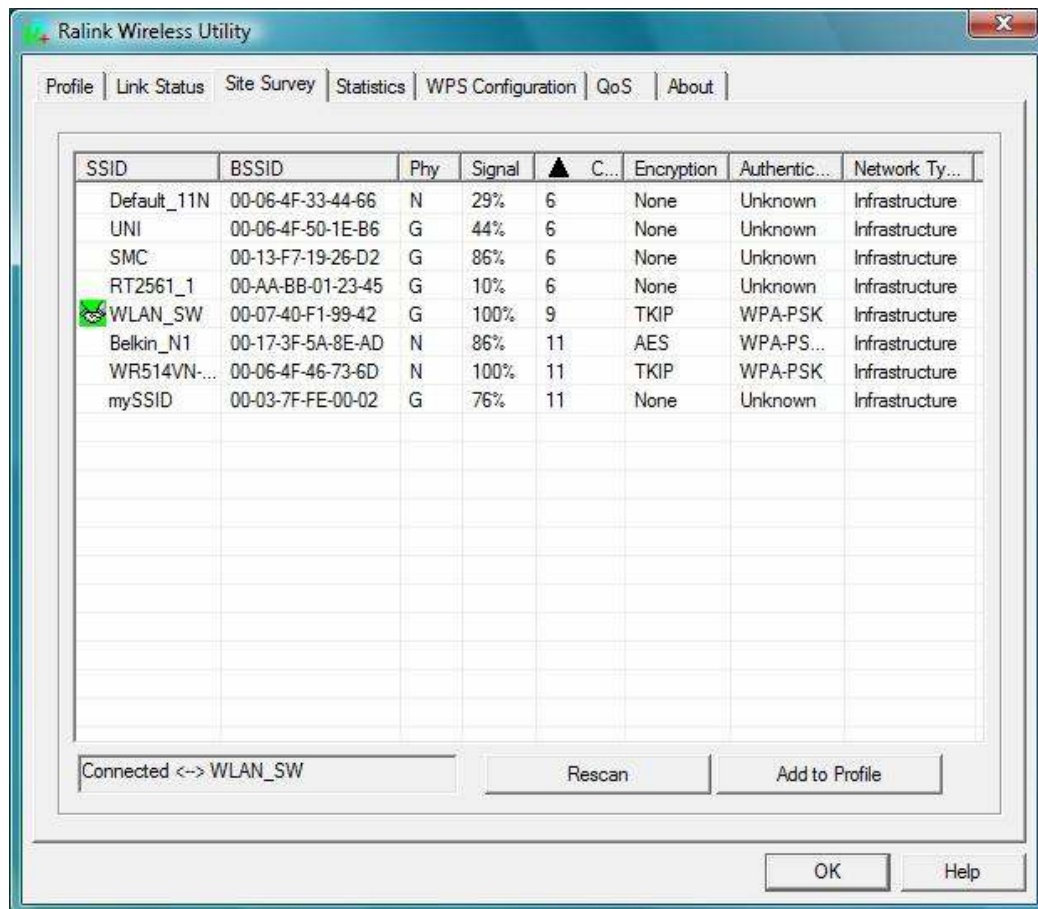 Ralink Wireless Utility
Profile Link Status Site Survey Statistics WPS Configuration QoS About
SSID BSSID Phy Signal ▲ C... Encryption Authentic... Network Ty...
Default_11N 00-06-4F-33-44-66 N 29% 6 None Unknown Infrastructure
UNI 00-06-4F-50-1E-B6 G 44% 6 None Unknown Infrastructure
SMC 00-13-F7-19-26-D2 G 86% 6 None Unknown Infrastructure
RT2561_1 00-AA-BB-01-23-45 G 10% 6 None Unknown Infrastructure
WLAN_SW 00-07-40-F1-99-42 G 100% 9 TKIP WPA-PSK Infrastructure
Belkin_N1 00-17-3F-5A-8E-AD N 86% 11 AES WPA-PS... Infrastructure
WR514VN-... 00-06-4F-46-73-6D N 100% 11 TKIP WPA-PSK Infrastructure
mySSID 00-03-7F-FE-00-02 G 76% 11 None Unknown Infrastructure
Connected <--> WLAN_SW Rescan Add to Profile
OK Help